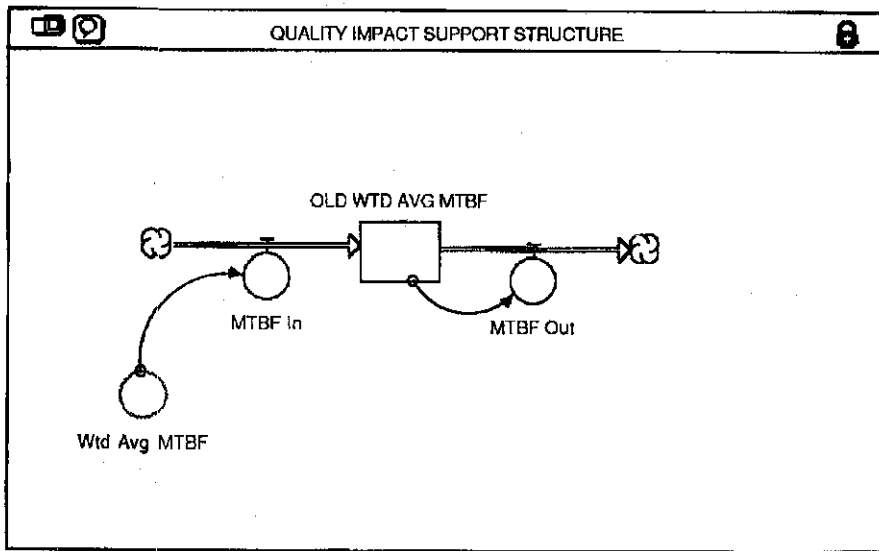 QUALITY IMPACT SUPPORT STRUCTURE
OLD WTD AVG MTBF
MTBF In
MTBF Out
Wtd Avg MTBF